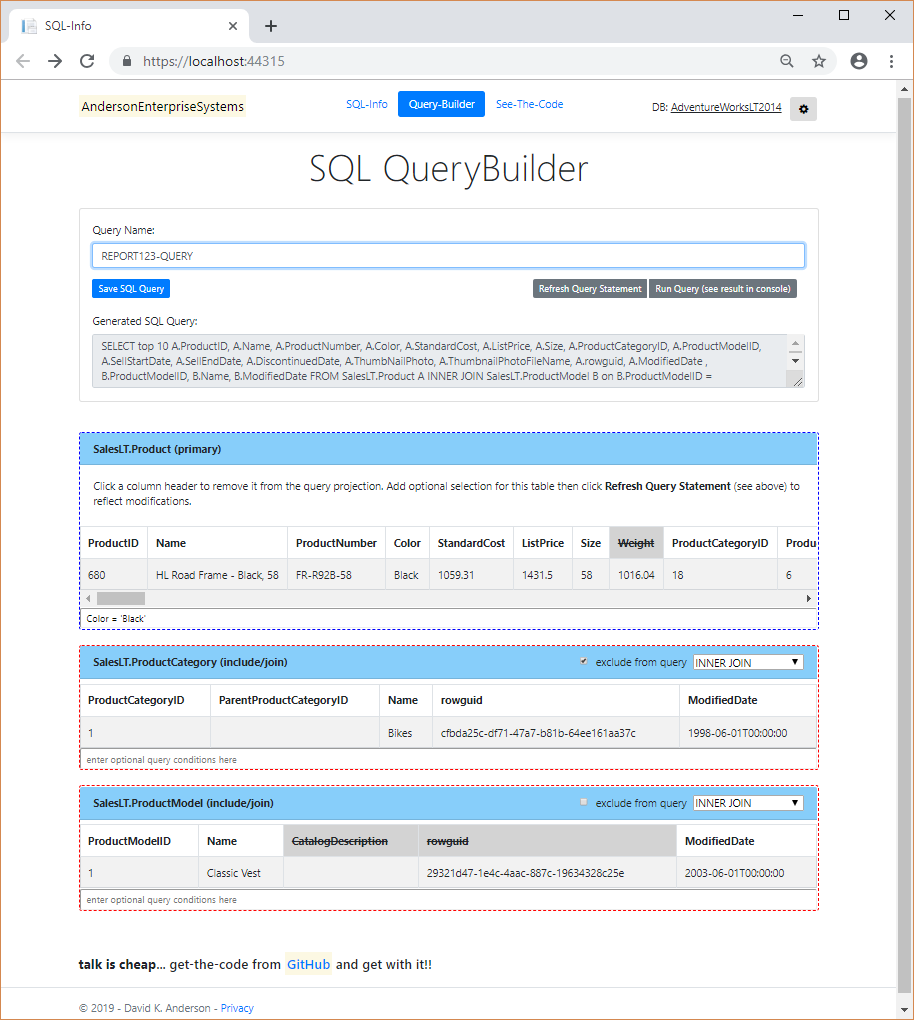 SQL-Info
https://localhost:44315
AndersonEnterpriseSystems SQL-Info Query-Builder See-The-Code DB: AdventureWorksLT2014
SQL QueryBuilder
Query Name:
REPORT123-QUERY
Save SQL Query Refresh Query Statement Run Query (see result in console)
Generated SQL Query:
SELECT top 10 A.ProductID, A.Name, A.ProductNumber, A.Color, A.StandardCost, A.ListPrice, A.Size, A.ProductCategoryID, A.ProductModelID,
A.SellStartDate, A.SellEndDate, A.DiscontinuedDate, A.ThumbNailPhoto, A.ThumbnailPhotoFileName, A.rowguid, A.ModifiedDate ,
B.ProductModelID, B.Name, B.ModifiedDate FROM SalesLT.Product A INNER JOIN SalesLT.ProductModel B on B.ProductModelID =
SalesLT.Product (primary)
Click a column header to remove it from the query projection. Add optional selection for this table then click Refresh Query Statement (see above) to
reflect modifications.
ProductID Name ProductNumber Color StandardCost ListPrice Size Weight ProductCategoryID Produ
680 HL Road Frame - Black, 58 FR-R92B-58 Black 1059.31 1431.5 58 1016.04 18 6
Color = 'Black'
SalesLT.ProductCategory (include/join) exclude from query INNER JOIN
ProductCategoryID ParentProductCategoryID Name rowguid ModifiedDate
1 Bikes cfbda25c-df71-47a7-b81b-64ee161aa37c 1998-06-01T00:00:00
enter optional query conditions here
SalesLT.ProductModel (include/join) exclude from query INNER JOIN
ProductModelID Name CatalogDescription rowguid ModifiedDate
1 Classic Vest 29321d47-1e4c-4aac-887c-19634328c25e 2003-06-01T00:00:00
enter optional query conditions here
talk is cheap... get-the-code from GitHub and get with it!!
© 2019 - David K. Anderson - Privacy